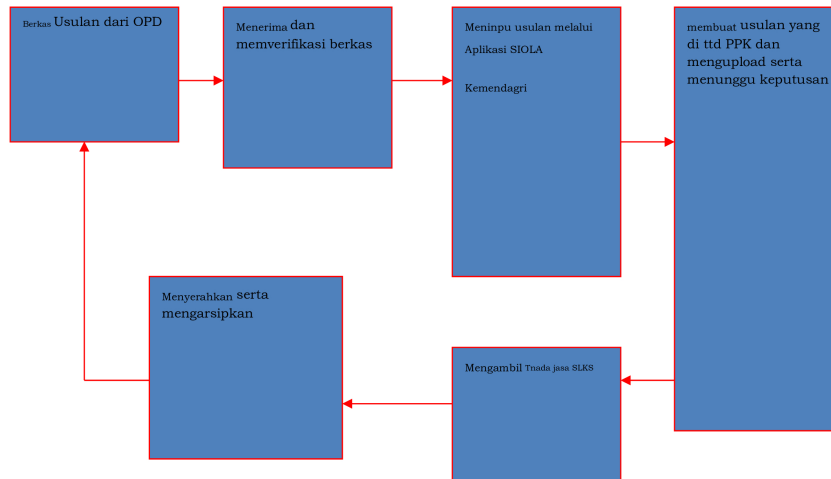 Berkas Usulan dari OPD
Menerima dan
memverifikasi berkas
Meninpu usulan melalui
Aplikasi SIOLA
Kemendagri
membuat usulan yang
di ttd PPK dan
mengupload serta
menunggu keputusan
Menyerahkan serta
mengarsipkan
Mengambil Tnada jasa SLKS